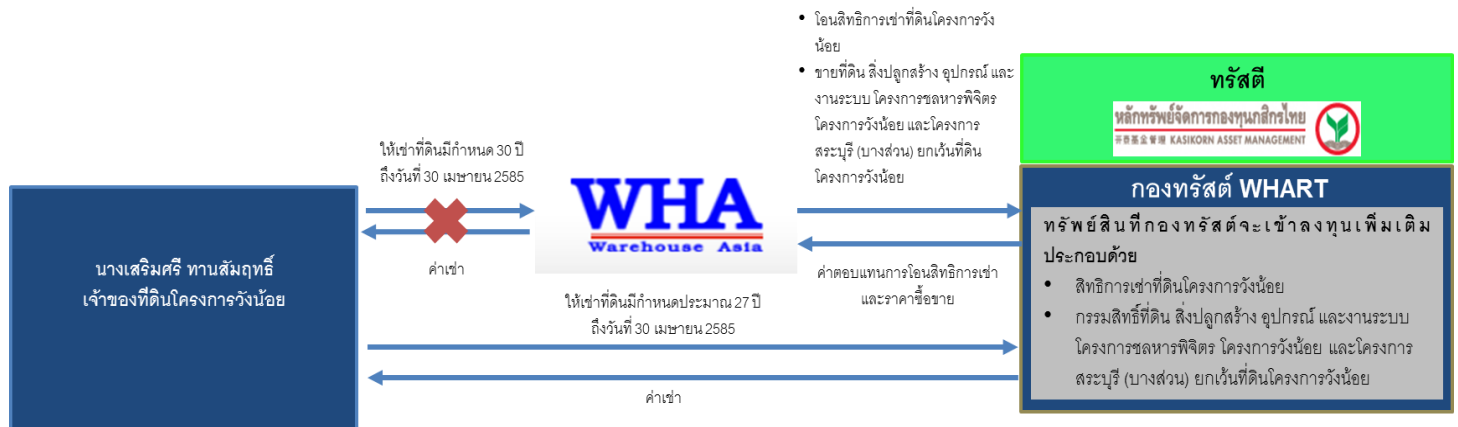 นางเสริมศรี ทานสัมฤทธิ์
เจ้าของที่ดินโครงการวังน้อย
ให้เช่าที่ดินมีกำหนด 30 ปี
ถึงวันที่ 30 เมษายน 2585
ค่าเช่า
WHA
Warehouse Asia
ให้เช่าที่ดินมีกำหนดประมาณ 27 ปี
ถึงวันที่ 30 เมษายน 2585
ค่าเช่า
• โอนสิทธิการเช่าที่ดินโครงการวัง
น้อย
• ขายที่ดิน สิ่งปลูกสร้าง อุปกรณ์ และ
งานระบบ โครงการชลหารพิจิตร
โครงการวังน้อย และโครงการ
สระบุรี (บางส่วน) ยกเว้นที่ดิน
โครงการวังน้อย
ค่าตอบแทนการโอนสิทธิการเช่า
และราคาซื้อขาย
ทรัสตี
หลักทรัพย์จัดการกองทุนกสิกรไทย
KASIKORN ASSET MANAGEMENT
กองทรัสต์ WHART
ทรัพย์สินที่กองทรัสต์จะเข้าลงทุนเพิ่มเติม
ประกอบด้วย
• สิทธิการเช่าที่ดินโครงการวังน้อย
• กรรมสิทธิ์ที่ดิน สิ่งปลูกสร้าง อุปกรณ์ และงานระบบ
โครงการชลหารพิจิตร โครงการวังน้อย และโครงการ
สระบุรี (บางส่วน) ยกเว้นที่ดินโครงการวังน้อย